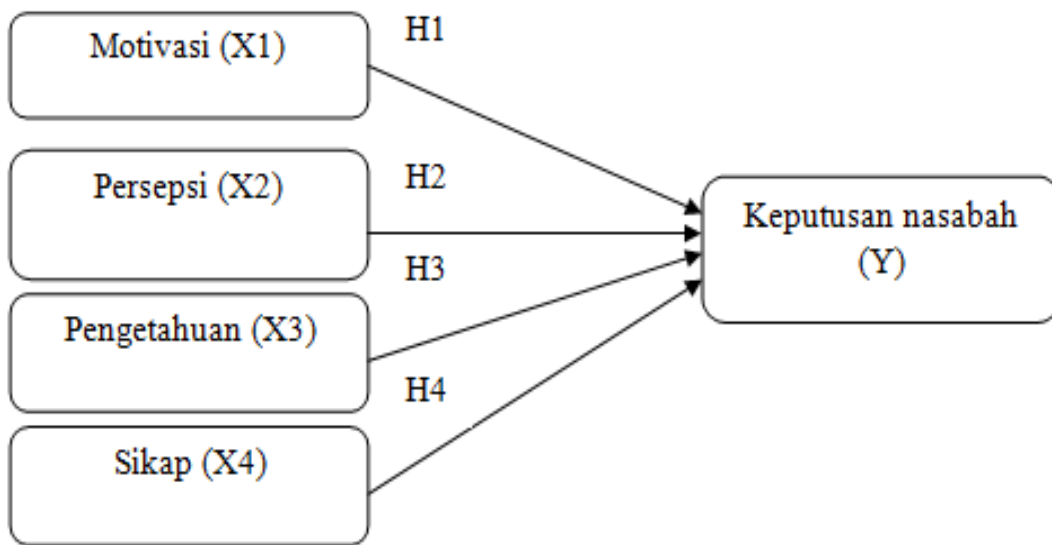 Motivasi (X1)
H1
Persepsi (X2)
H2
Keputusan nasabah
(Y)
H3
Pengetahuan (X3)
H4
Sikap (X4)